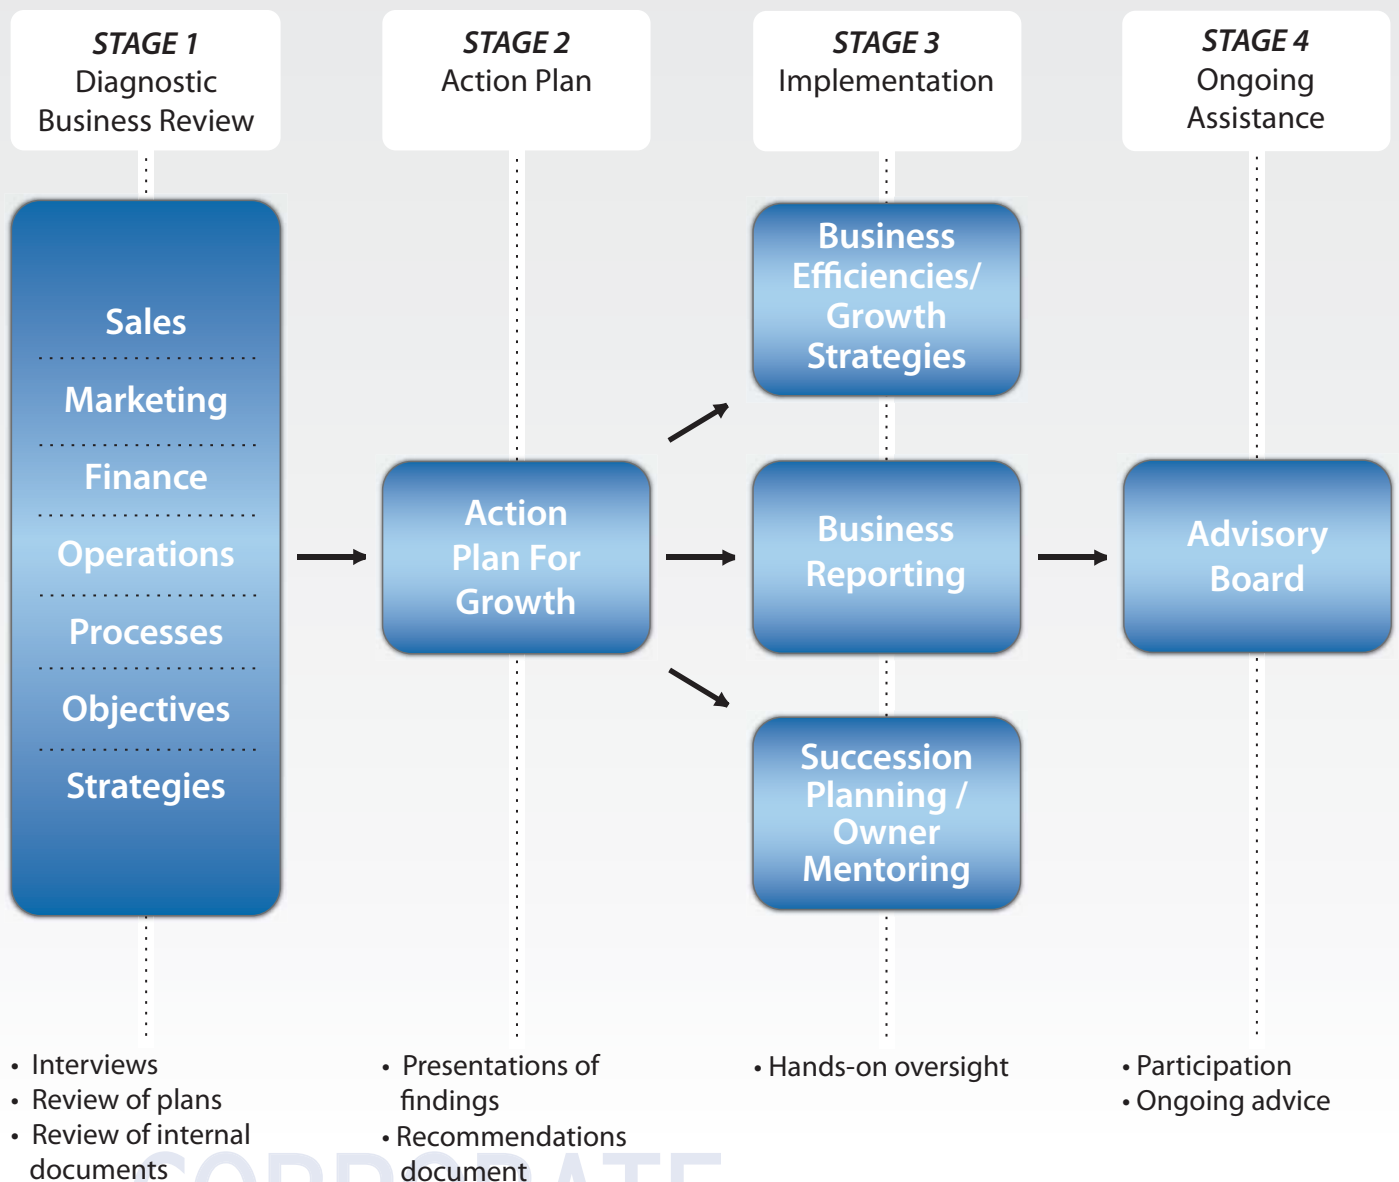 STAGE 1
Diagnostic
Business Review
STAGE 2
Action Plan
STAGE 3
Implementation
STAGE 4
Ongoing
Assistance
Sales
Marketing
Finance
Operations
Processes
Objectives
Strategies
Action
Plan For
Growth
Business
Efficiencies/
Growth
Strategies
Business
Reporting
Succession
Planning /
Owner
Mentoring
Advisory
Board
• Interviews
• Review of plans
• Review of internal
documents
• Presentations of
findings
• Recommendations
document
• Hands-on oversight
• Participation
• Ongoing advice
CORPORATE